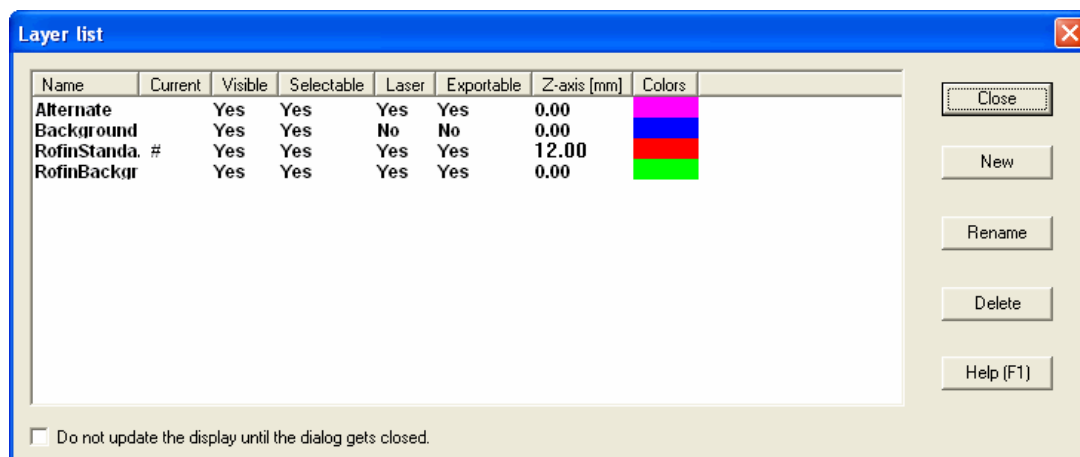 Layer list
Name Current Visible Selectable Laser Exportable Z-axis [mm] Colors
Alternate Yes Yes Yes Yes 0.00
Background Yes Yes No No 0.00
RofinStanda. # Yes Yes Yes Yes 12.00
RofinBackgr Yes Yes Yes Yes 0.00
Close
New
Rename
Delete
Help (F1)
Do not update the display until the dialog gets closed.